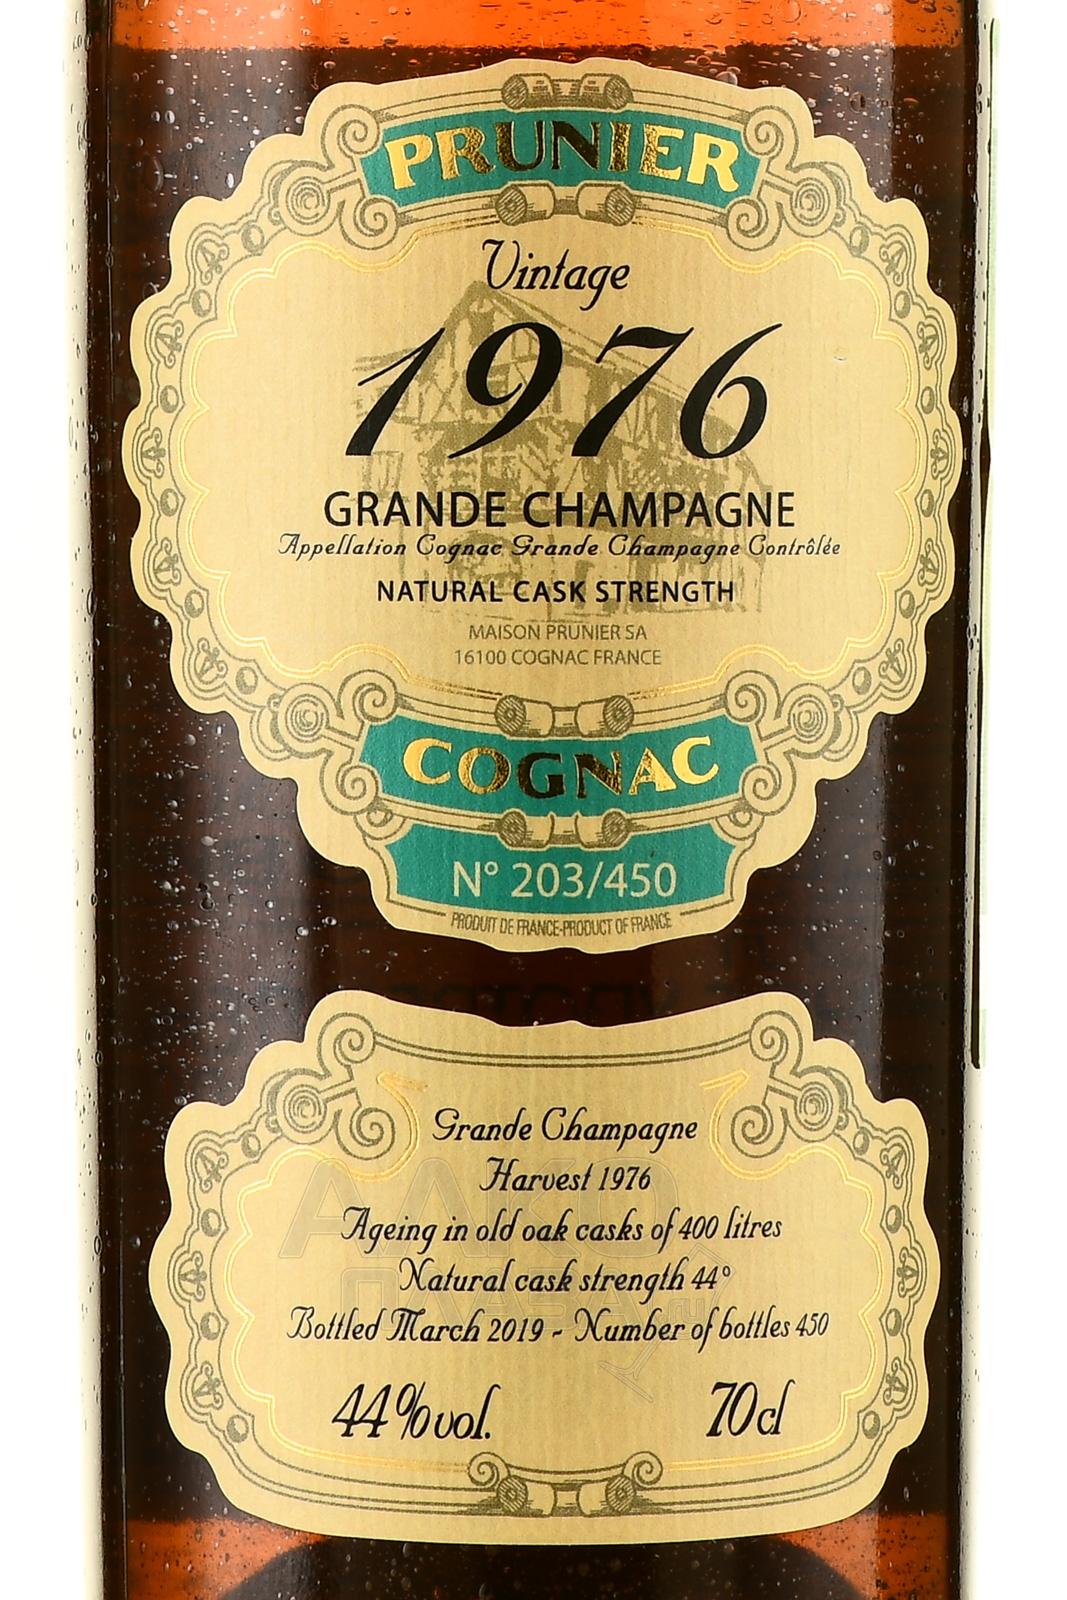 PRUNIER
Vintage
1976
GRANDE CHAMPAGNE
Appellation Cognac Grande Champagne Contrôlée
NATURAL CASK STRENGTH
MAISON PRUNIER SA
16100 COGNAC FRANCE
COGNAC
N° 203/450
PRODUIT DE FRANCE-PRODUCT OF FRANCE
Grande Champagne
Harvest 1976
Ageing in old oak casks of 400 litres
Natural cask strength 44°
Bottled March 2019 - Number of bottles 450
44%vol. 70cl